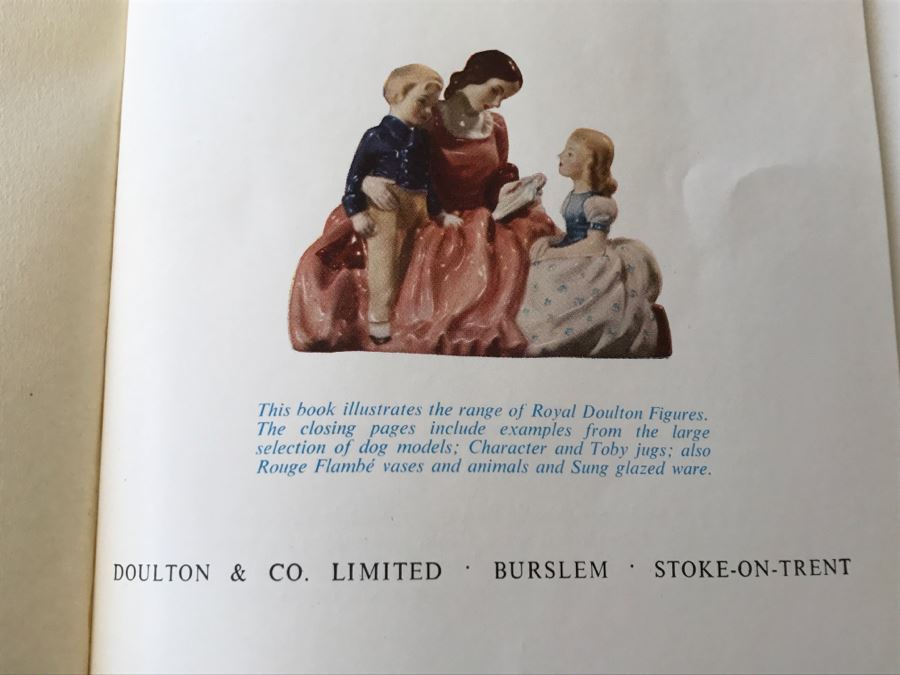 This book illustrates the range of Royal Doulton Figures.
The closing pages include examples from the large
selection of dog models; Character and Toby jugs; also
Rouge Flambé vases and animals and Sung glazed ware.
DOULTON & CO. LIMITED · BURSLEM · STOKE-ON-TRENT